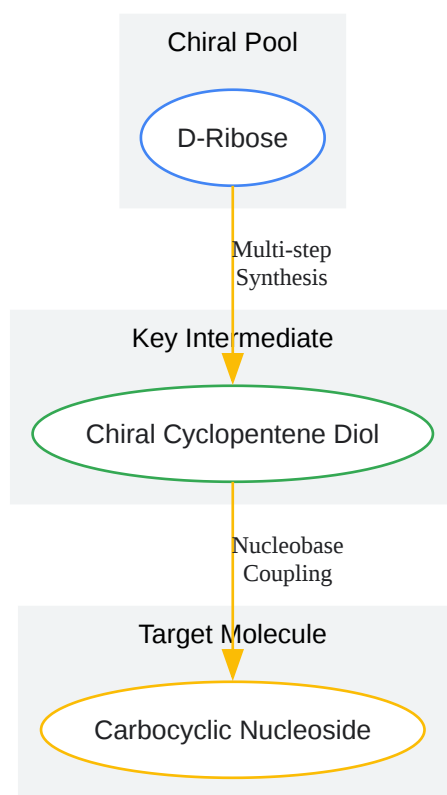 Chiral Pool
D-Ribose
Multi-step
Synthesis
Key Intermediate
Chiral Cyclopentene Diol
Nucleobase
Coupling
Target Molecule
Carbocyclic Nucleoside